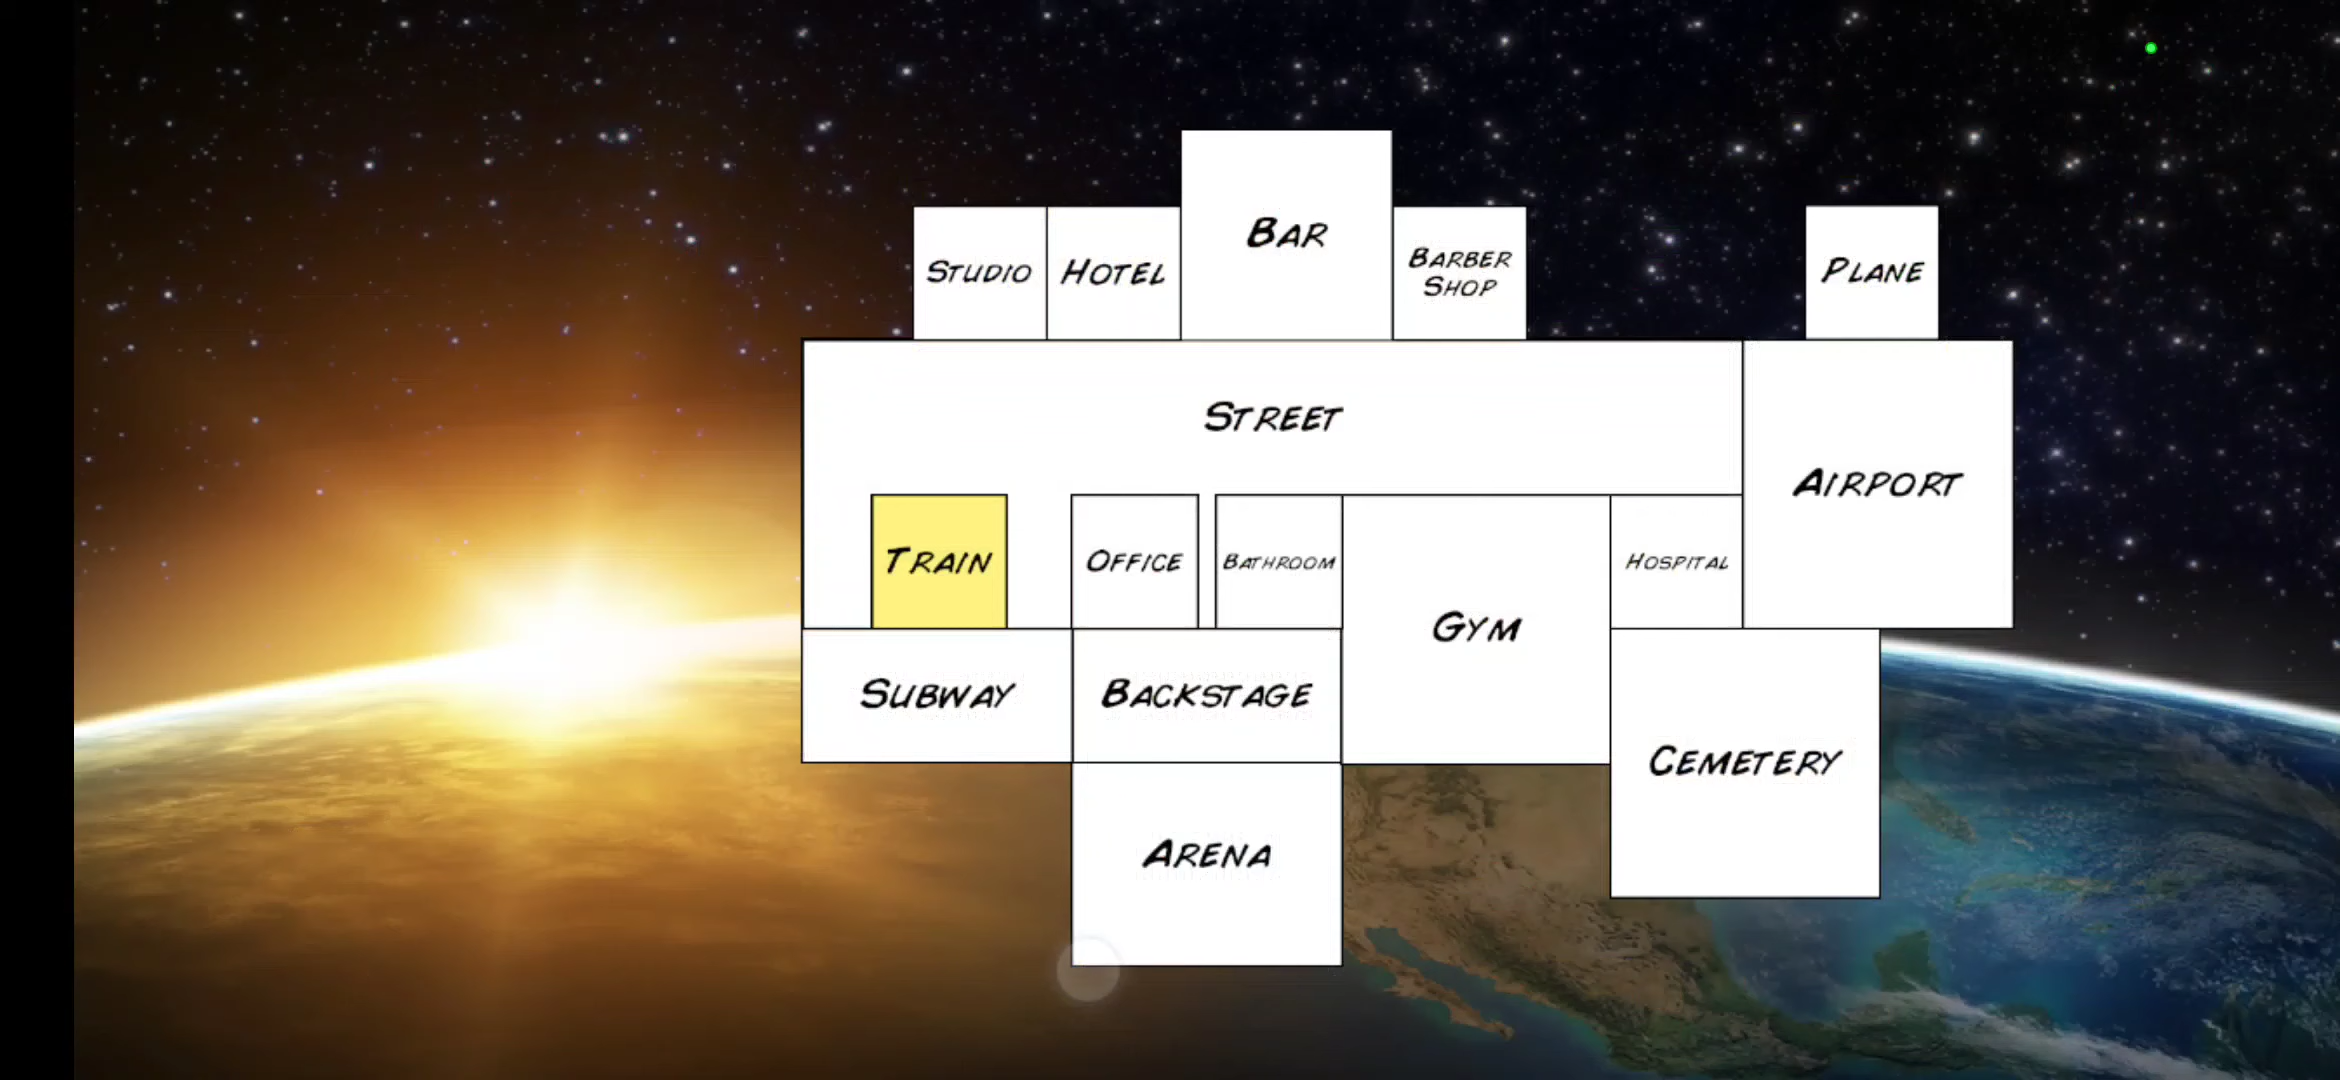 BAR
STUDIO
HOTEL
BARBER
SHOP
PLANE
STREET
AIRPORT
TRAIN
OFFICE
BATHROOM
HOSPITAL
GYM
SUBWAY
BACKSTAGE
CEMETERY
ARENA